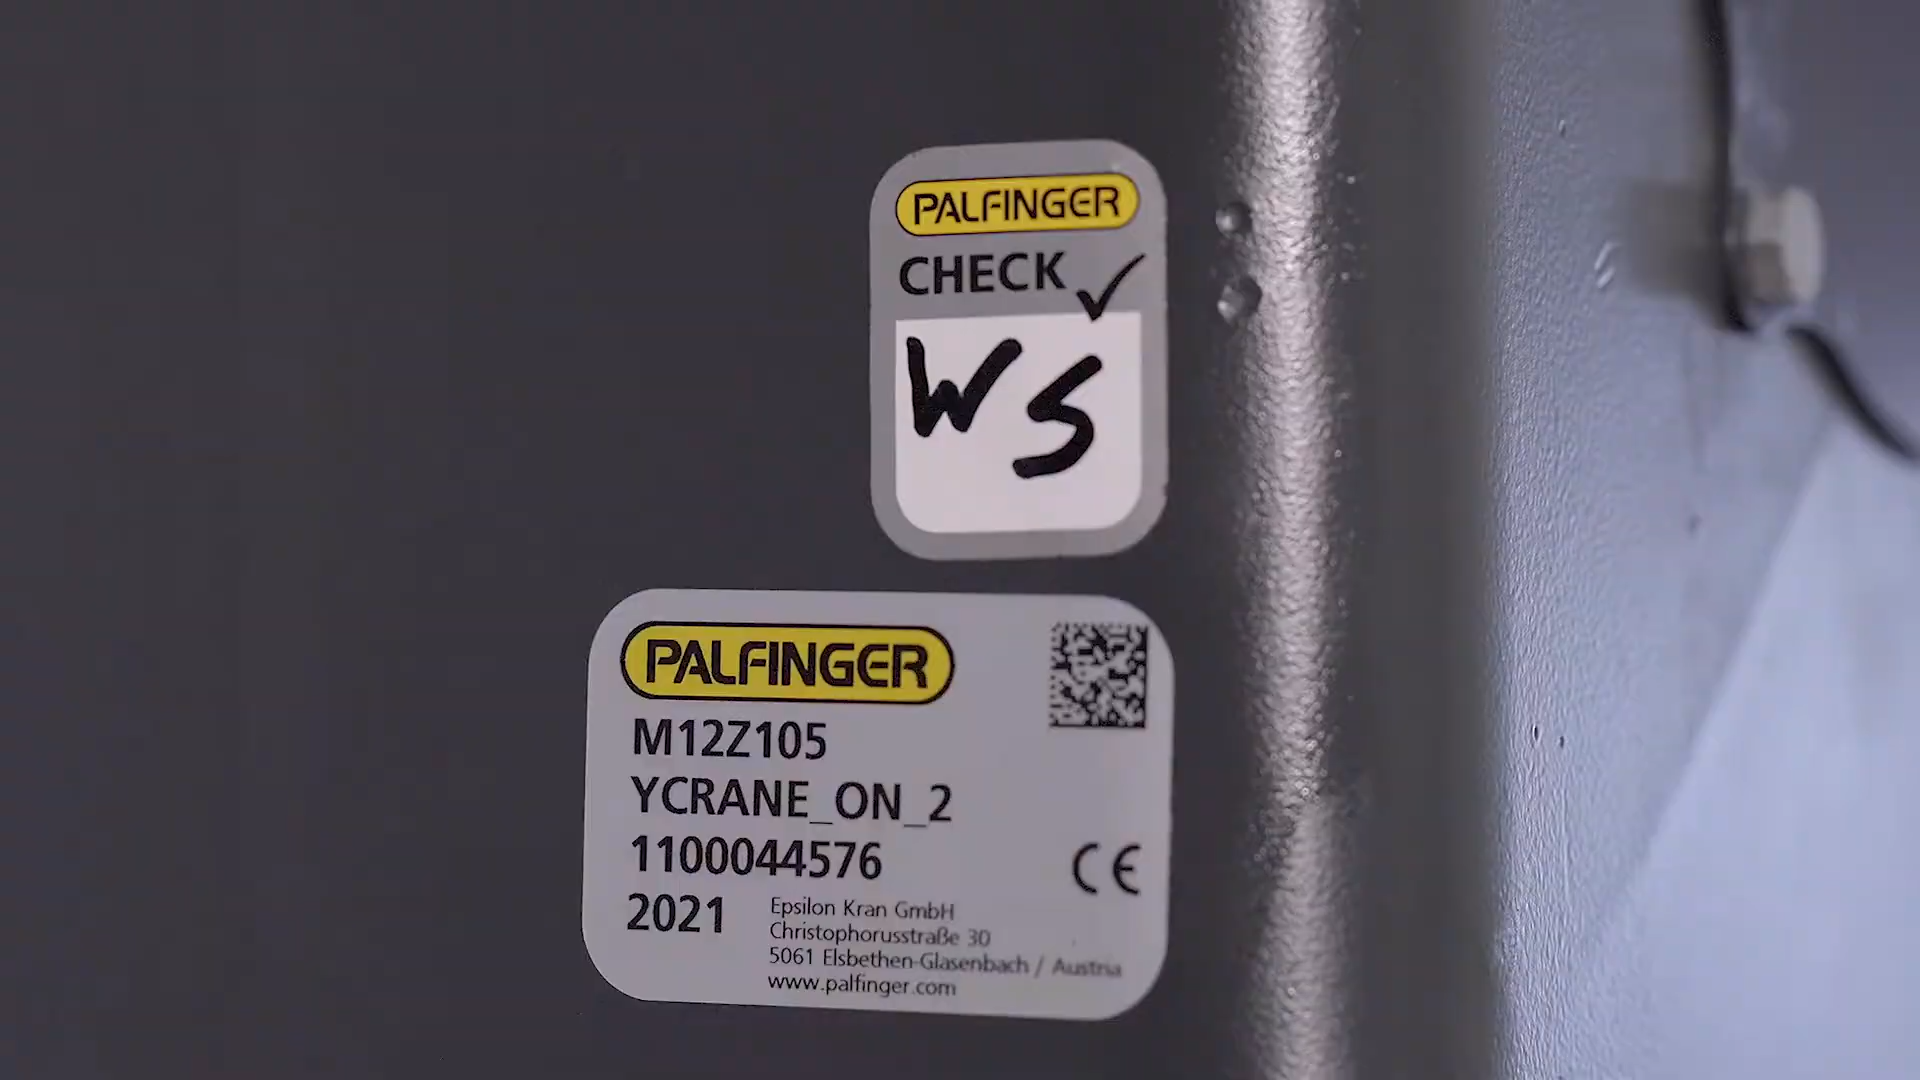 PALFINGER
CHECK ✓
WS
PALFINGER
M12Z105
YCRANE_ON_2
1100044576
CE
2021
Epsilon Kran GmbH
Christophorusstraße 30
5061 Elsbethen-Glasenbach / Austria
www.palfinger.com